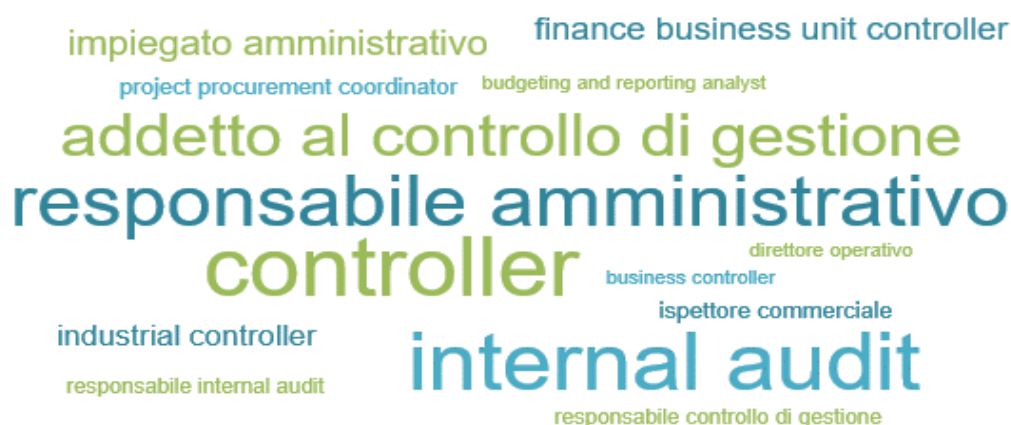 impiegato amministrativo
finance business unit controller
project procurement coordinator
budgeting and reporting analyst
addetto al controllo di gestione
responsabile amministrativo
controller
direttore operativo
business controller
ispettore commerciale
industrial controller
internal audit
responsabile internal audit
responsabile controllo di gestione